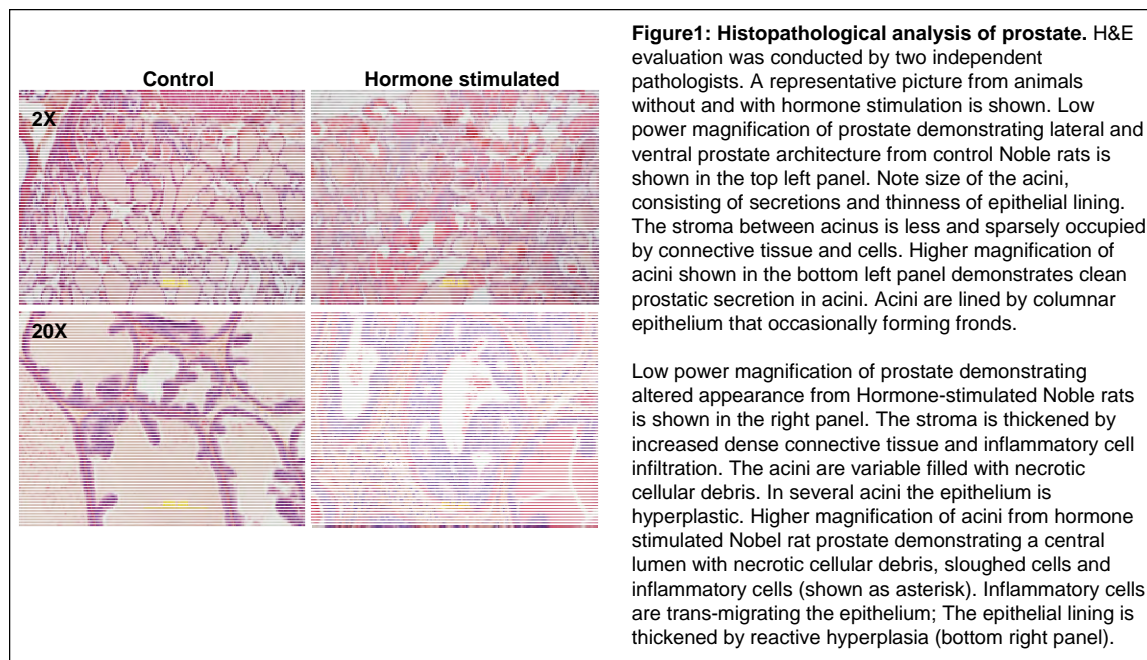 Control
Hormone stimulated
2X
20X
Figure1: Histopathological analysis of prostate. H&E
evaluation was conducted by two independent
pathologists. A representative picture from animals
without and with hormone stimulation is shown. Low
power magnification of prostate demonstrating lateral and
ventral prostate architecture from control Noble rats is
shown in the top left panel. Note size of the acini,
consisting of secretions and thinness of epithelial lining.
The stroma between acinus is less and sparsely occupied
by connective tissue and cells. Higher magnification of
acini shown in the bottom left panel demonstrates clean
prostatic secretion in acini. Acini are lined by columnar
epithelium that occasionally forming fronds.
Low power magnification of prostate demonstrating
altered appearance from Hormone-stimulated Noble rats
is shown in the right panel. The stroma is thickened by
increased dense connective tissue and inflammatory cell
infiltration. The acini are variable filled with necrotic
cellular debris. In several acini the epithelium is
hyperplastic. Higher magnification of acini from hormone
stimulated Nobel rat prostate demonstrating a central
lumen with necrotic cellular debris, sloughed cells and
inflammatory cells (shown as asterisk). Inflammatory cells
are trans-migrating the epithelium; The epithelial lining is
thickened by reactive hyperplasia (bottom right panel).